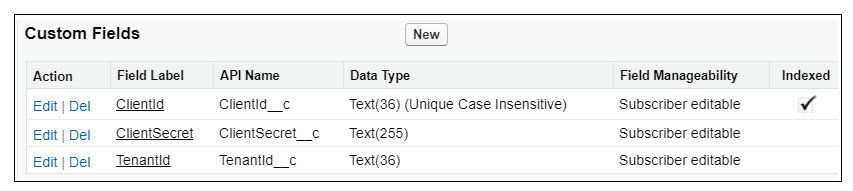 Custom Fields New
Action Field Label API Name Data Type Field Manageability Indexed
Edit | Del ClientId ClientId__c Text(36) (Unique Case Insensitive) Subscriber editable
Edit | Del ClientSecret ClientSecret__c Text(255) Subscriber editable
Edit | Del TenantId TenantId__c Text(36) Subscriber editable